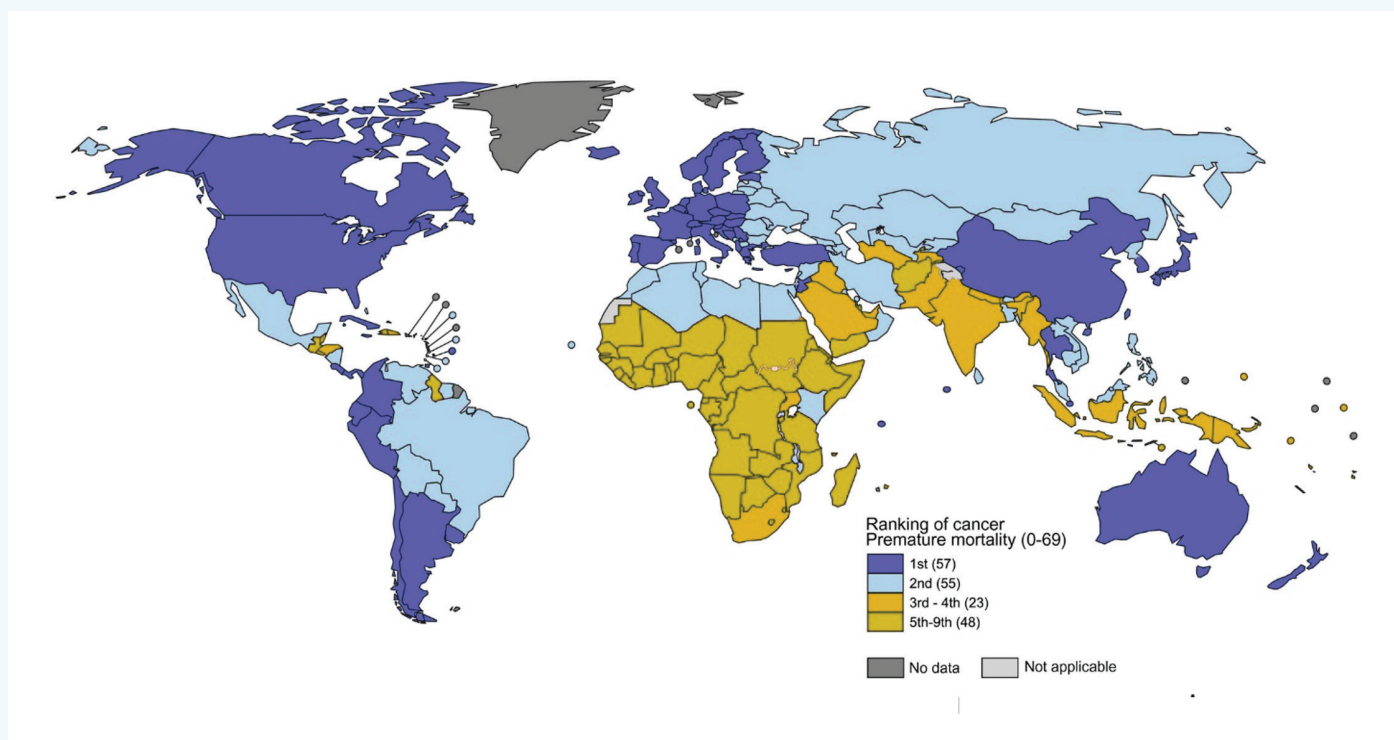 Ranking of cancer
Premature mortality (0-69)
1st (57)
2nd (55)
3rd - 4th (23)
5th-9th (48)
No data
Not applicable